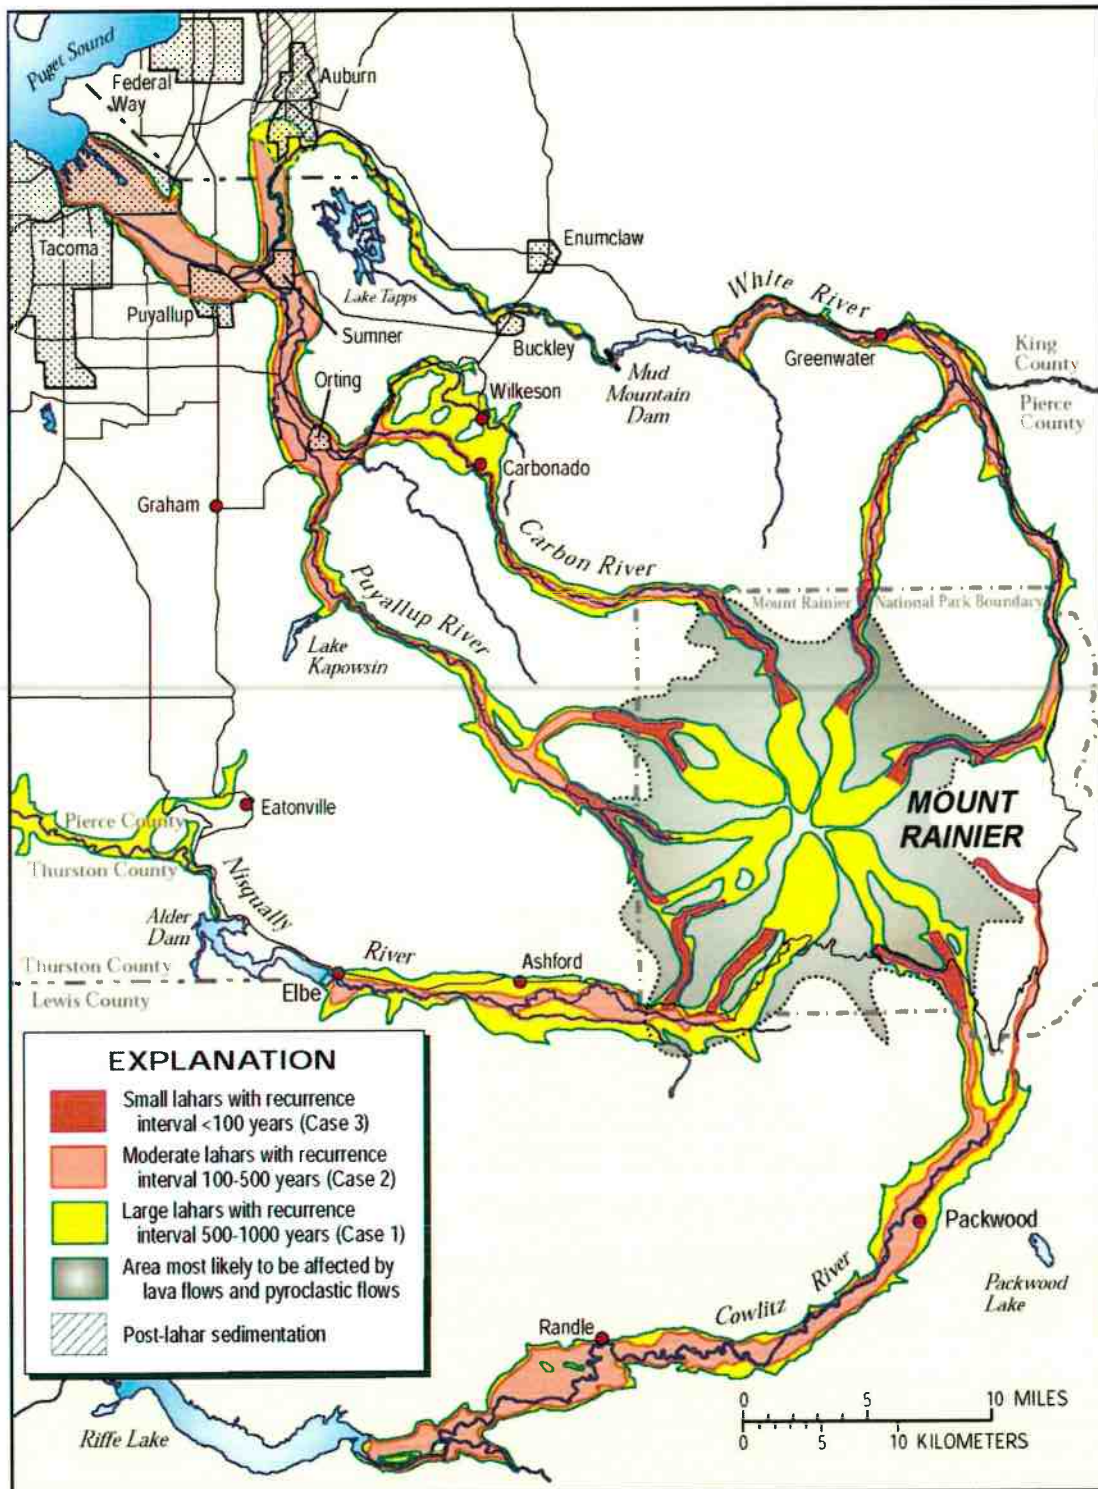 Puget Sound
Federal
Way
Auburn
Tacoma
Puyallup
Lake Tapps
Sumner
Enumclaw
Buckley
Mud
Mountain
Dam
White River
Greenwater
King
County
Pierce
County
Orting
Wilkeson
Carbonado
Graham
Carbon River
Puyallup River
Lake
Kapowsin
Mount Rainier National Park Boundary
Eatonville
Pierce County
Thurston County
MOUNT
RAINIER
Nisqually
River
Alder
Dam
Thurston County
Lewis County
Elbe
Ashford
EXPLANATION
Small lahars with recurrence
interval <100 years (Case 3)
Moderate lahars with recurrence
interval 100-500 years (Case 2)
Large lahars with recurrence
interval 500-1000 years (Case 1)
Area most likely to be affected by
lava flows and pyroclastic flows
Post-lahar sedimentation
Packwood
Packwood
Lake
Cowlitz River
Randle
Riffe Lake
0 5 10 MILES
0 5 10 KILOMETERS